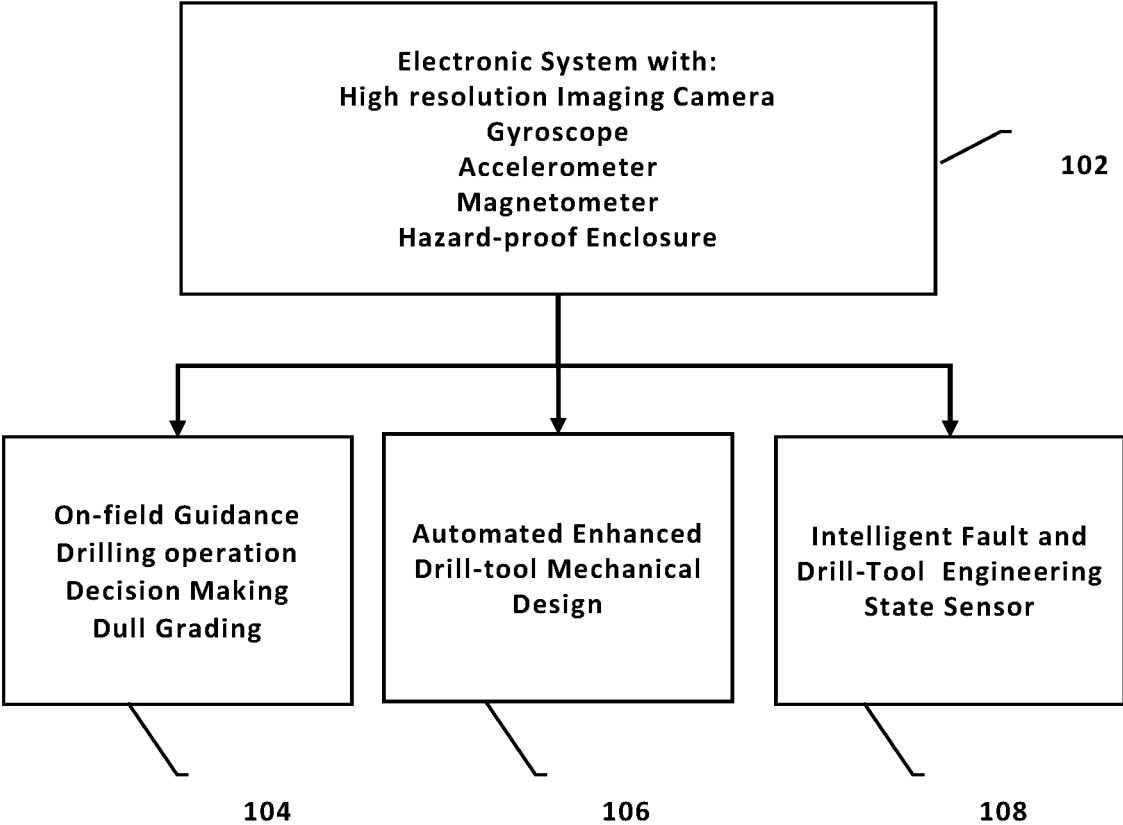 Electronic System with:
High resolution Imaging Camera
Gyroscope
Accelerometer
Magnetometer
Hazard-proof Enclosure
102
On-field Guidance
Drilling operation
Decision Making
Dull Grading
Automated Enhanced
Drill-tool Mechanical
Design
Intelligent Fault and
Drill-Tool Engineering
State Sensor
104
106
108